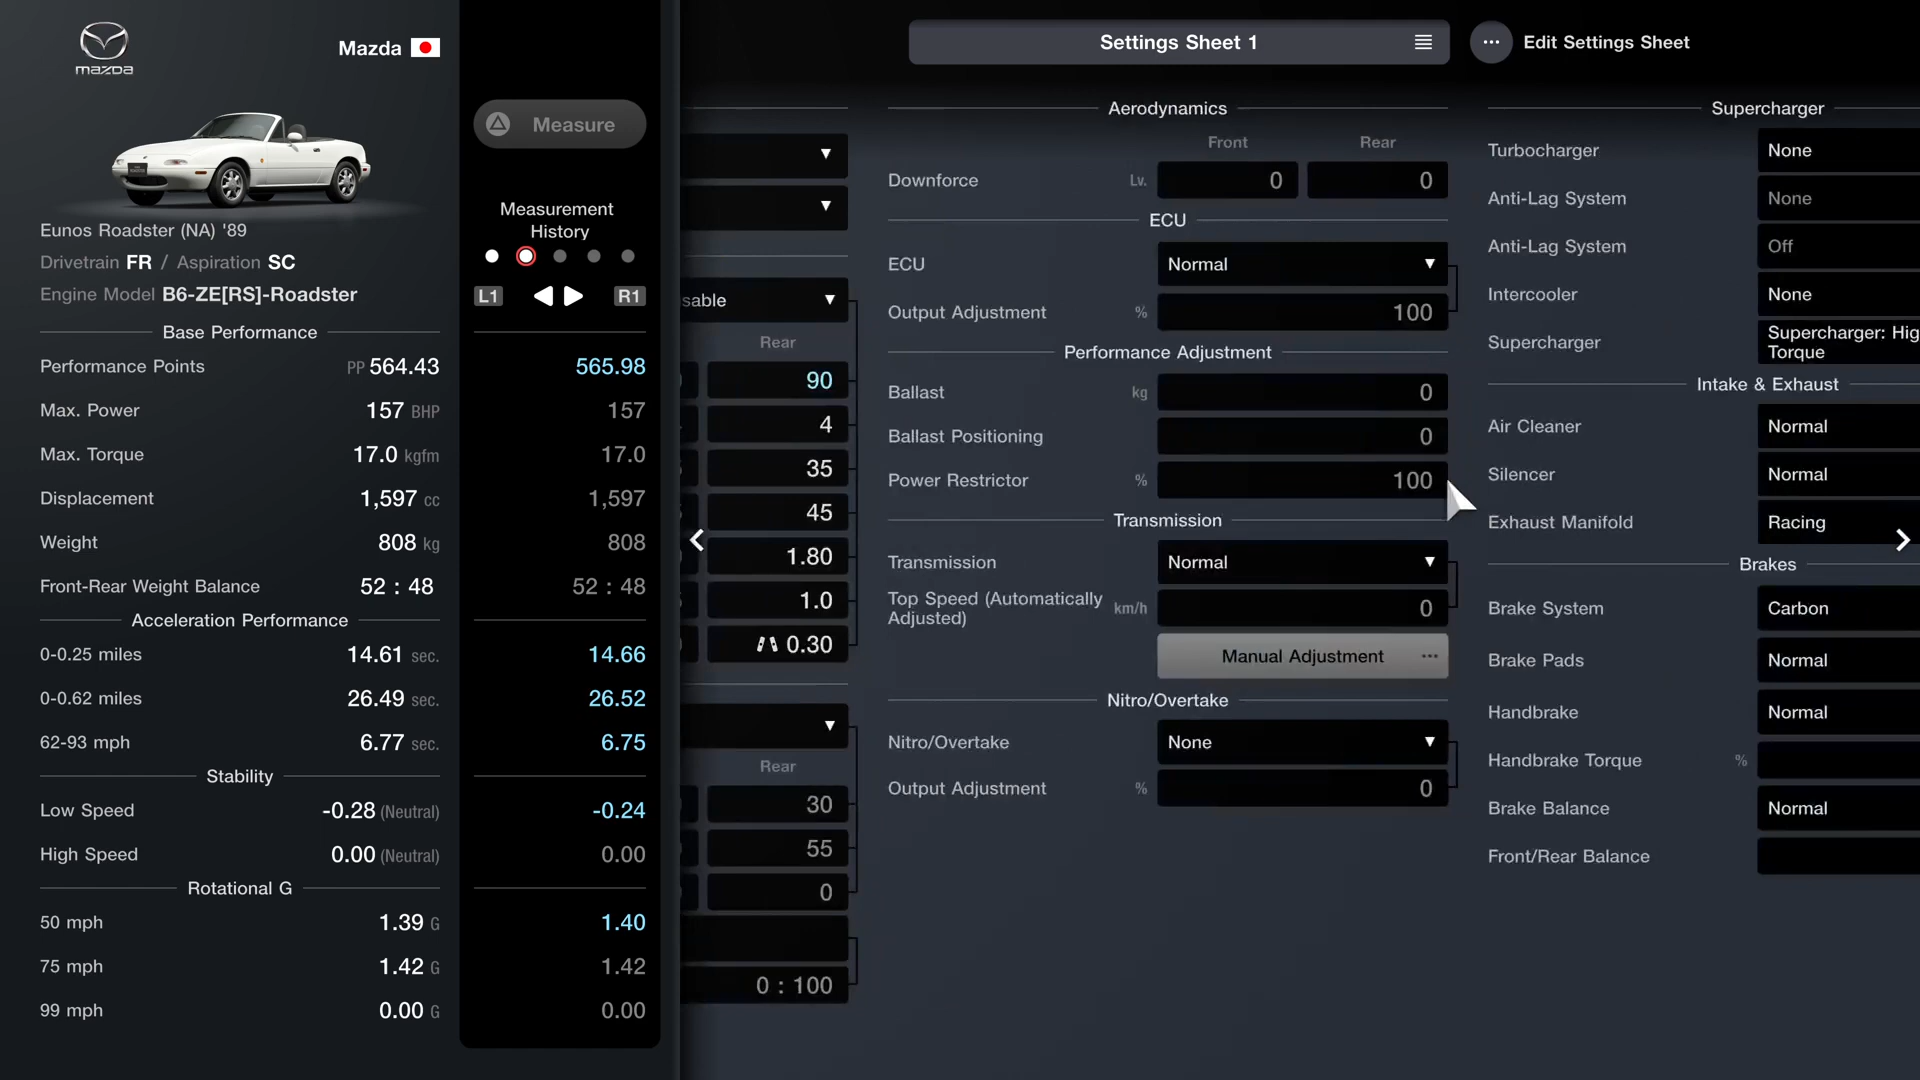 mazda
Mazda
Eunos Roadster (NA) '89
Drivetrain FR / Aspiration SC
Engine Model B6-ZE[RS]-Roadster
Base Performance
Performance Points PP 564.43
Max. Power 157 BHP
Max. Torque 17.0 kgfm
Displacement 1,597 cc
Weight 808 kg
Front-Rear Weight Balance 52 : 48
Acceleration Performance
0-0.25 miles 14.61 sec.
0-0.62 miles 26.49 sec.
62-93 mph 6.77 sec.
Stability
Low Speed -0.28 (Neutral)
High Speed 0.00 (Neutral)
Rotational G
50 mph 1.39 G
75 mph 1.42 G
99 mph 0.00 G
Measure
Measurement
History
L1 R1
565.98
157
17.0
1,597
808
52 : 48
14.66
26.52
6.75
-0.24
0.00
1.40
1.42
0.00
sable
Rear
90
4
35
45
1.80
1.0
0.30
Rear
30
55
0
0 : 100
Settings Sheet 1
Edit Settings Sheet
Aerodynamics
Front Rear
Downforce Lv. 0 0
ECU
ECU Normal
Output Adjustment % 100
Performance Adjustment
Ballast kg 0
Ballast Positioning 0
Power Restrictor % 100
Transmission
Transmission Normal
Top Speed (Automatically
Adjusted) km/h 0
Manual Adjustment ...
Nitro/Overtake
Nitro/Overtake None
Output Adjustment % 0
Supercharger
Turbocharger None
Anti-Lag System None
Anti-Lag System Off
Intercooler None
Supercharger Supercharger: Hig
Torque
Intake & Exhaust
Air Cleaner Normal
Silencer Normal
Exhaust Manifold Racing
Brakes
Brake System Carbon
Brake Pads Normal
Handbrake Normal
Handbrake Torque %
Brake Balance Normal
Front/Rear Balance